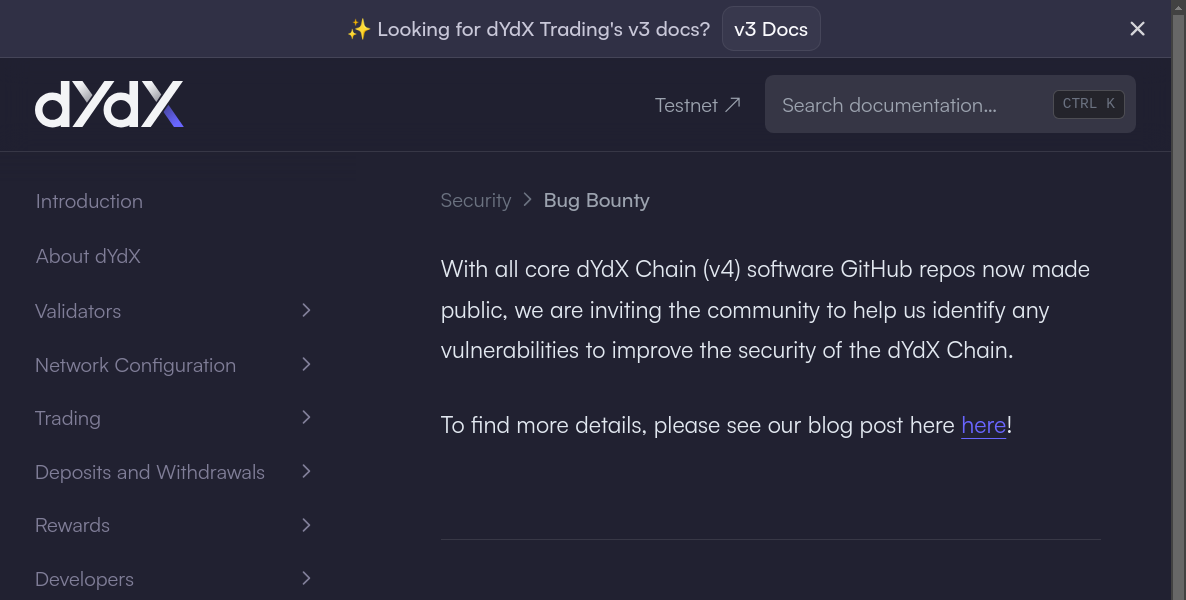 ✨ Looking for dYdX Trading's v3 docs? v3 Docs
dYdX
Testnet ↗
Search documentation…
CTRL K
Introduction
About dYdX
Validators
Network Configuration
Trading
Deposits and Withdrawals
Rewards
Developers
Security > Bug Bounty
With all core dYdX Chain (v4) software GitHub repos now made
public, we are inviting the community to help us identify any
vulnerabilities to improve the security of the dYdX Chain.
To find more details, please see our blog post here here!